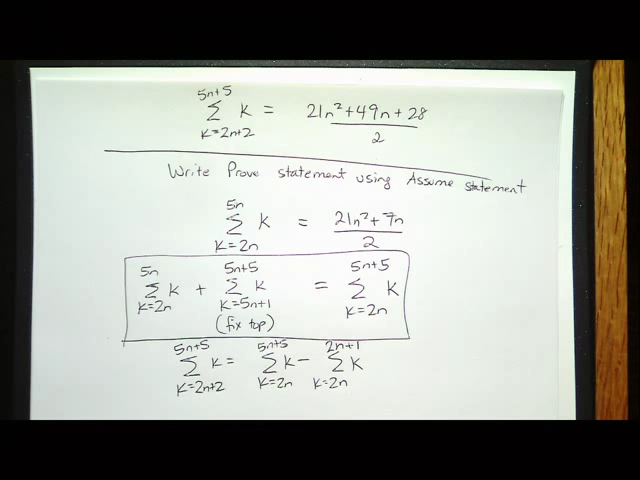 5n+5
∑ K = 21n² + 49n + 28 / 2
K=2n+2
Write Prove statement using Assume statement
5n
∑ K = 21n² + 7n / 2
K=2n
5n 5n+5 5n+5
∑ K + ∑ K = ∑ K
K=2n K=5n+1 K=2n
(fix top)
5n+5 5n+5 2n+1
∑ K = ∑ K − ∑ K
K=2n+2 K=2n K=2n